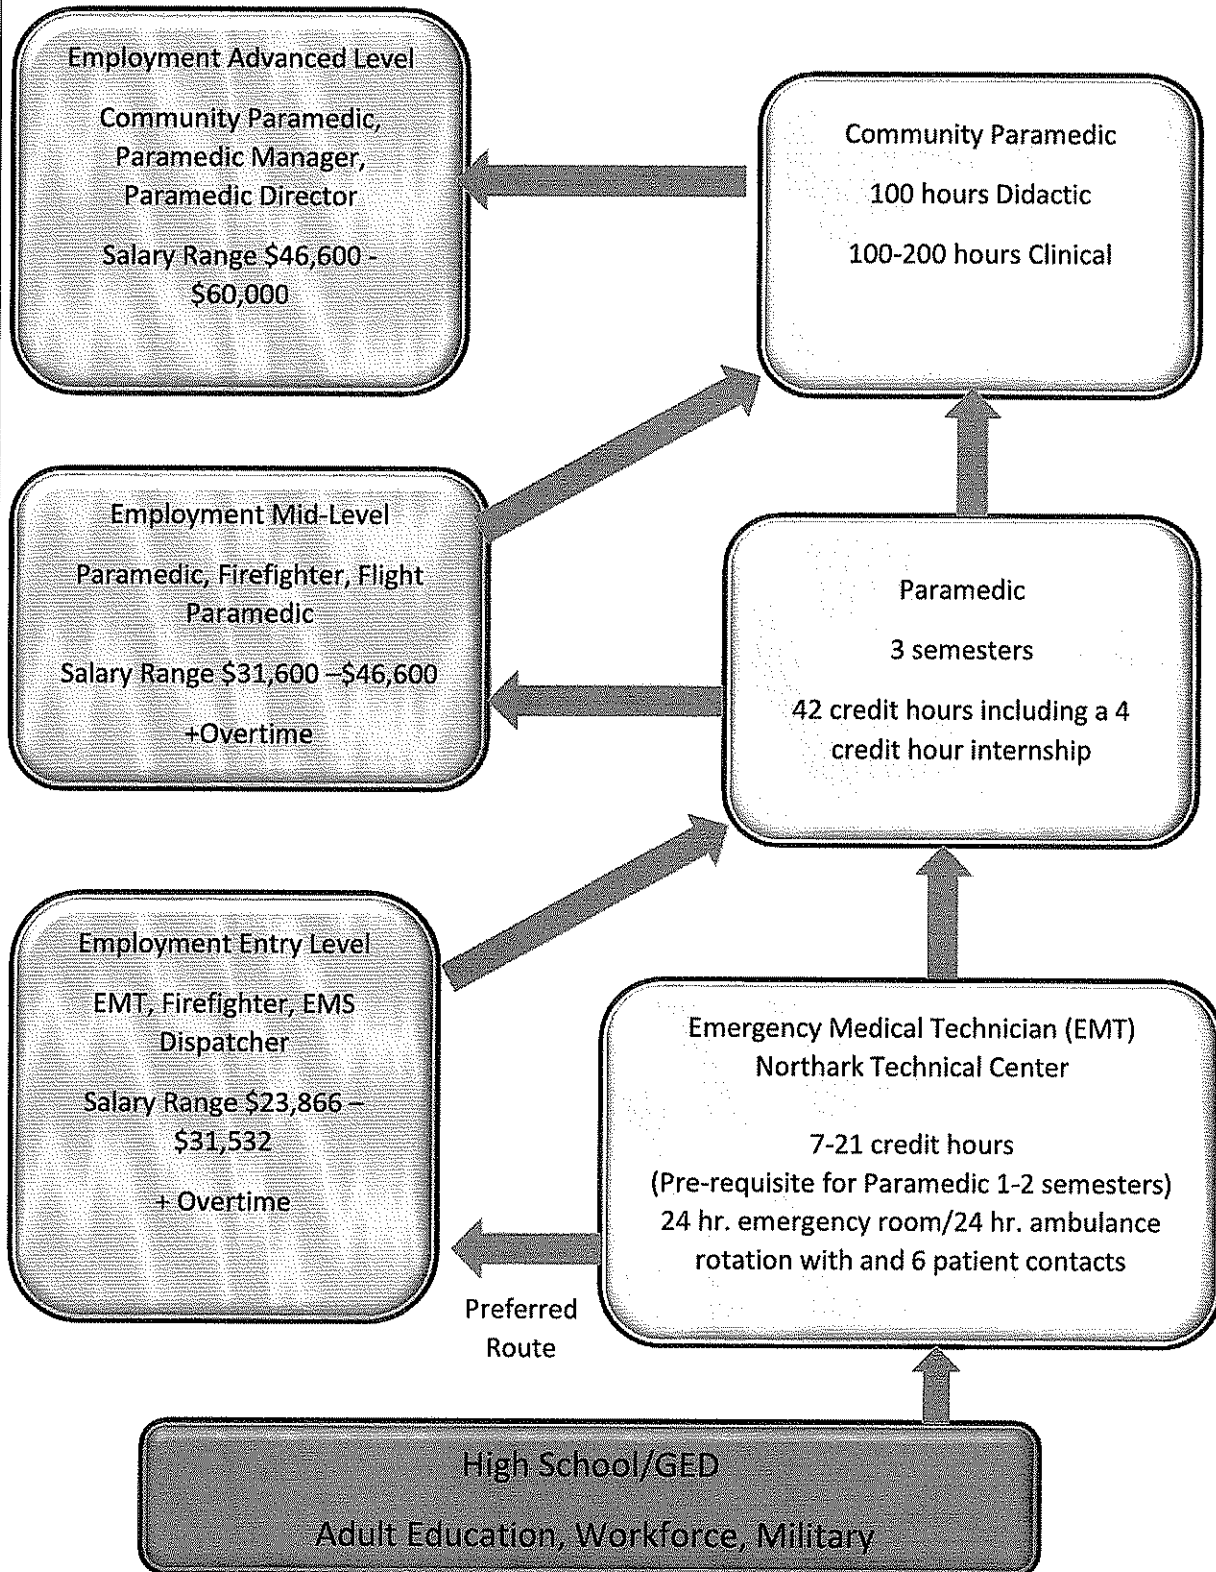 Employment Advanced Level
Community Paramedic,
Paramedic Manager,
Paramedic Director
Salary Range $46,600 -
$60,000
Community Paramedic
100 hours Didactic
100-200 hours Clinical
Employment Mid-Level
Paramedic, Firefighter, Flight
Paramedic
Salary Range $31,600 –$46,600
+Overtime
Paramedic
3 semesters
42 credit hours including a 4
credit hour internship
Employment Entry Level
EMT, Firefighter, EMS
Dispatcher
Salary Range $23,866 –
$31,532
+ Overtime
Emergency Medical Technician (EMT)
Northark Technical Center
7-21 credit hours
(Pre-requisite for Paramedic 1-2 semesters)
24 hr. emergency room/24 hr. ambulance
rotation with and 6 patient contacts
Preferred
Route
High School/GED
Adult Education, Workforce, Military